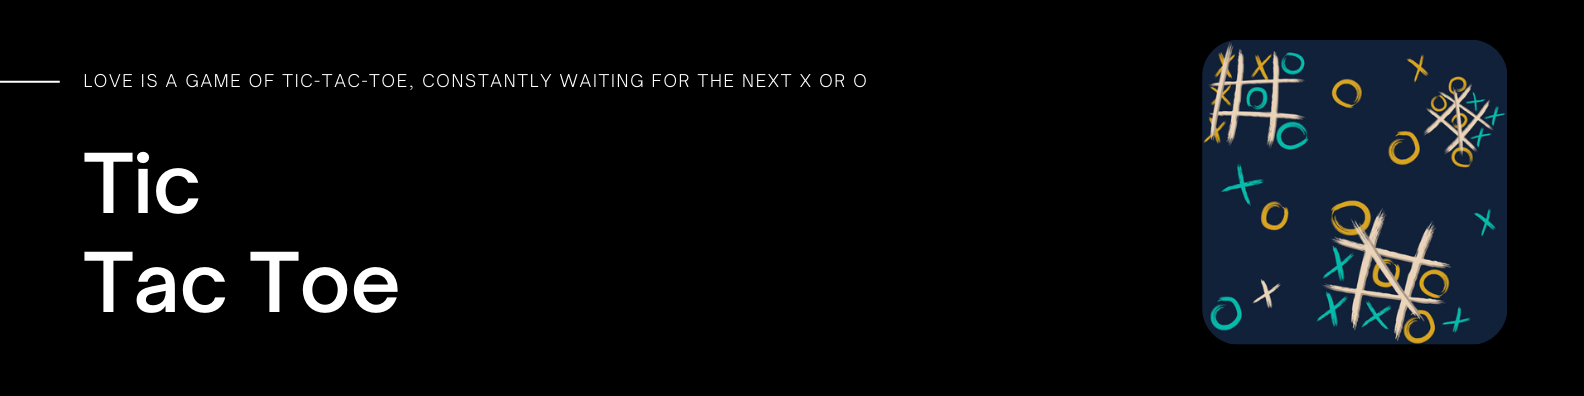 LOVE IS A GAME OF TIC-TAC-TOE, CONSTANTLY WAITING FOR THE NEXT X OR O
Tic
Tac Toe